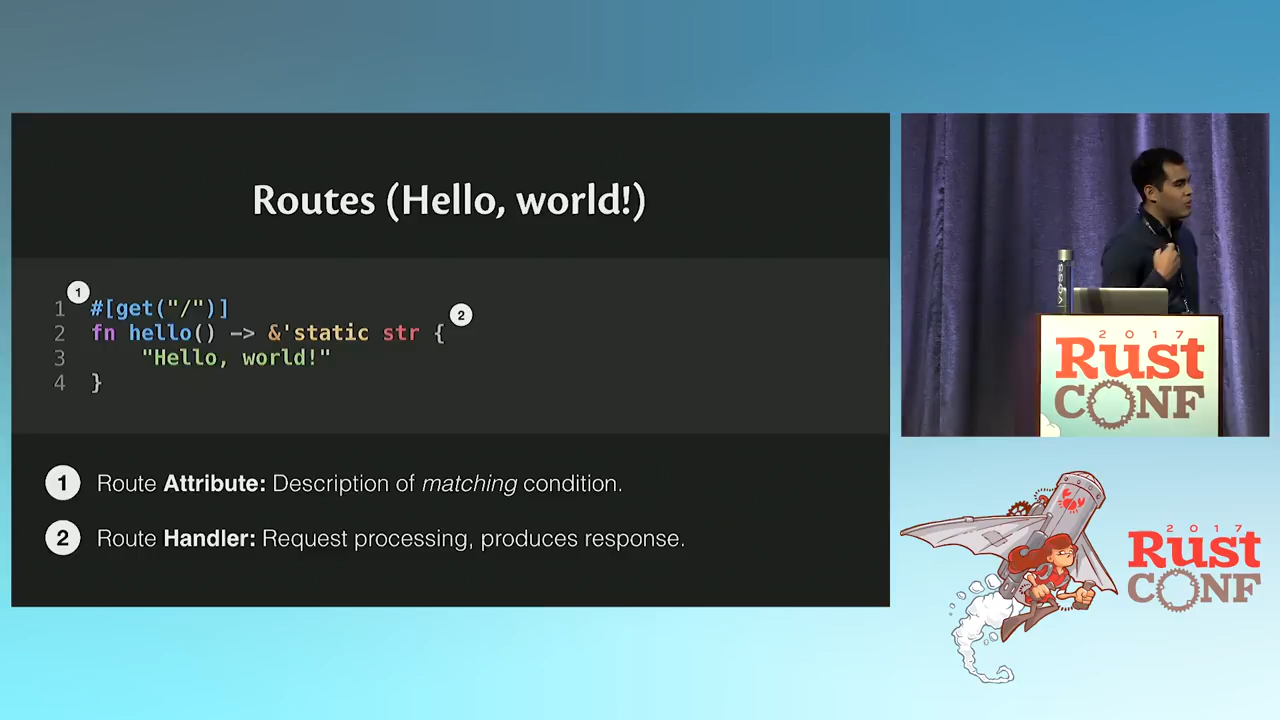 Routes (Hello, world!)
1
1 #[get("/")]
2
2 fn hello() -> &'static str {
3 "Hello, world!"
4 }
1 Route Attribute: Description of matching condition.
2 Route Handler: Request processing, produces response.
VOSS
2017
Rust
CONF
2017
Rust
CONF